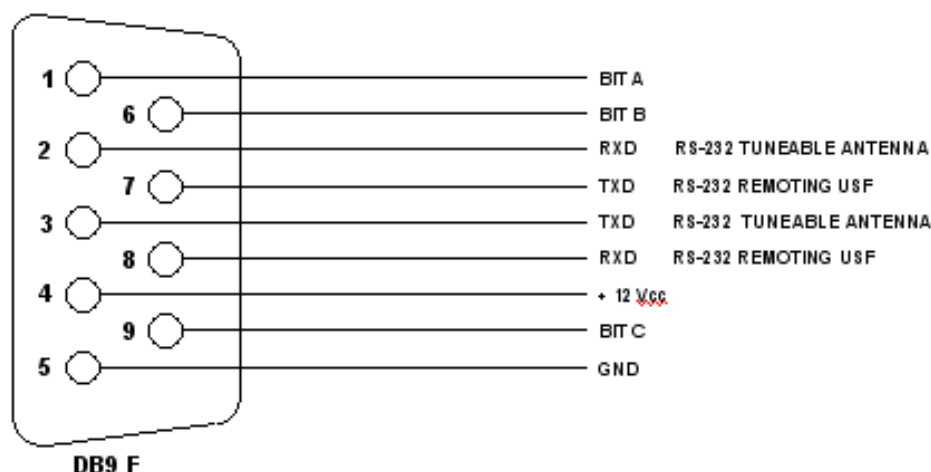 1 BIT A
6 BIT B
2 RXD RS-232 TUNEABLE ANTENNA
7 TXD RS-232 REMOTING USF
3 TXD RS-232 TUNEABLE ANTENNA
8 RXD RS-232 REMOTING USF
4 + 12 Vcc
9 BIT C
5 GND
DB9 F